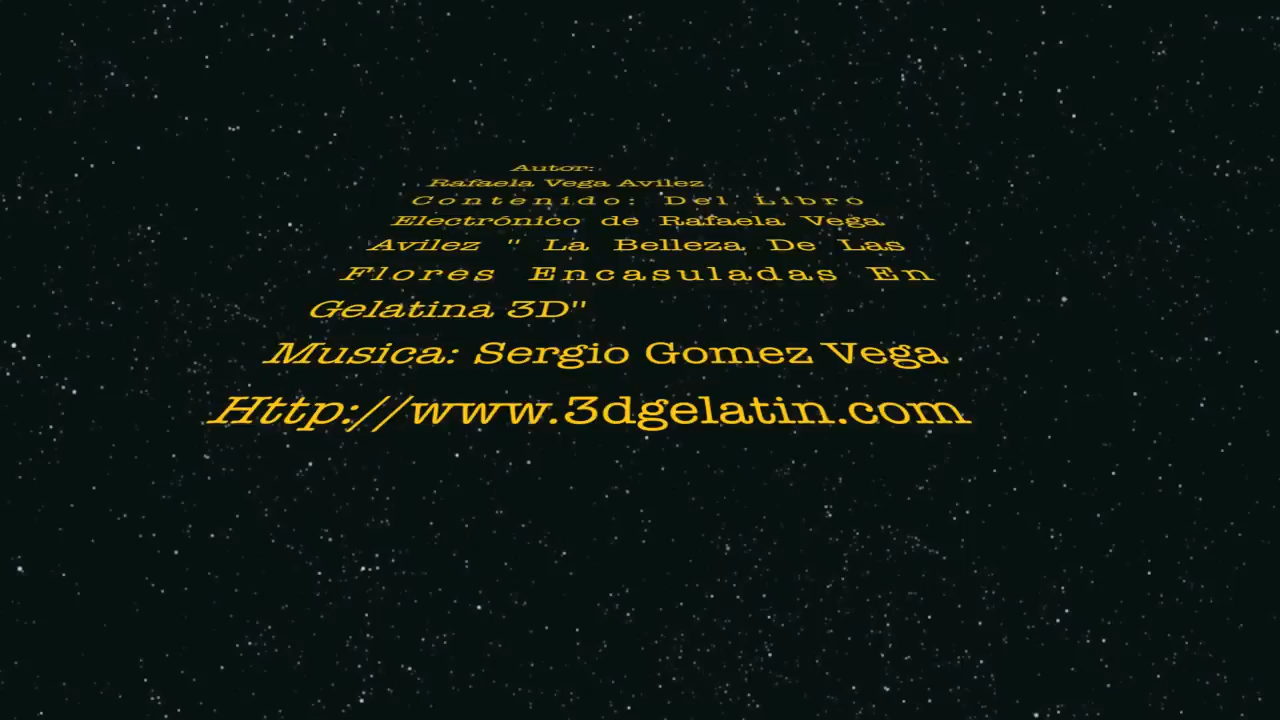 Autor:
Rafaela Vega Avilez
Contenido: Del Libro
Electrónico de Rafaela Vega
Avilez " La Belleza De Las
Flores Encasuladas En
Gelatina 3D"
Musica: Sergio Gomez Vega
Http://www.3dgelatin.com